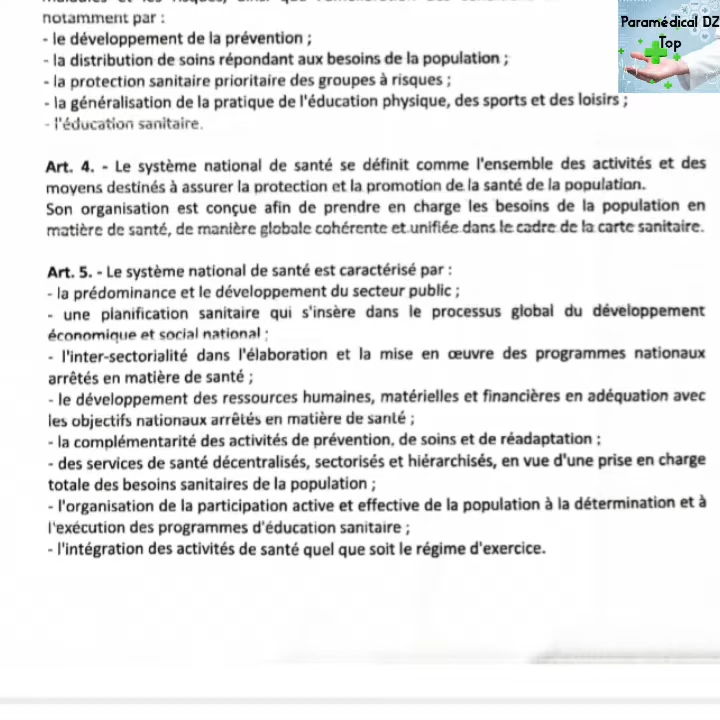 notamment par :
- le développement de la prévention ;
- la distribution de soins répondant aux besoins de la population ;
- la protection sanitaire prioritaire des groupes à risques ;
- la généralisation de la pratique de l'éducation physique, des sports et des loisirs ;
- l'éducation sanitaire.
Paramédical DZ
Top
Art. 4. - Le système national de santé se définit comme l'ensemble des activités et des
moyens destinés à assurer la protection et la promotion de la santé de la population.
Son organisation est conçue afin de prendre en charge les besoins de la population en
matière de santé, de manière globale cohérente et unifiée dans le cadre de la carte sanitaire.
Art. 5. - Le système national de santé est caractérisé par :
- la prédominance et le développement du secteur public ;
- une planification sanitaire qui s'insère dans le processus global du développement
économique et social national ;
- l'inter-sectorialité dans l'élaboration et la mise en œuvre des programmes nationaux
arrêtés en matière de santé ;
- le développement des ressources humaines, matérielles et financières en adéquation avec
les objectifs nationaux arrêtés en matière de santé ;
- la complémentarité des activités de prévention, de soins et de réadaptation ;
- des services de santé décentralisés, sectorisés et hiérarchisés, en vue d'une prise en charge
totale des besoins sanitaires de la population ;
- l'organisation de la participation active et effective de la population à la détermination et à
l'exécution des programmes d'éducation sanitaire ;
- l'intégration des activités de santé quel que soit le régime d'exercice.